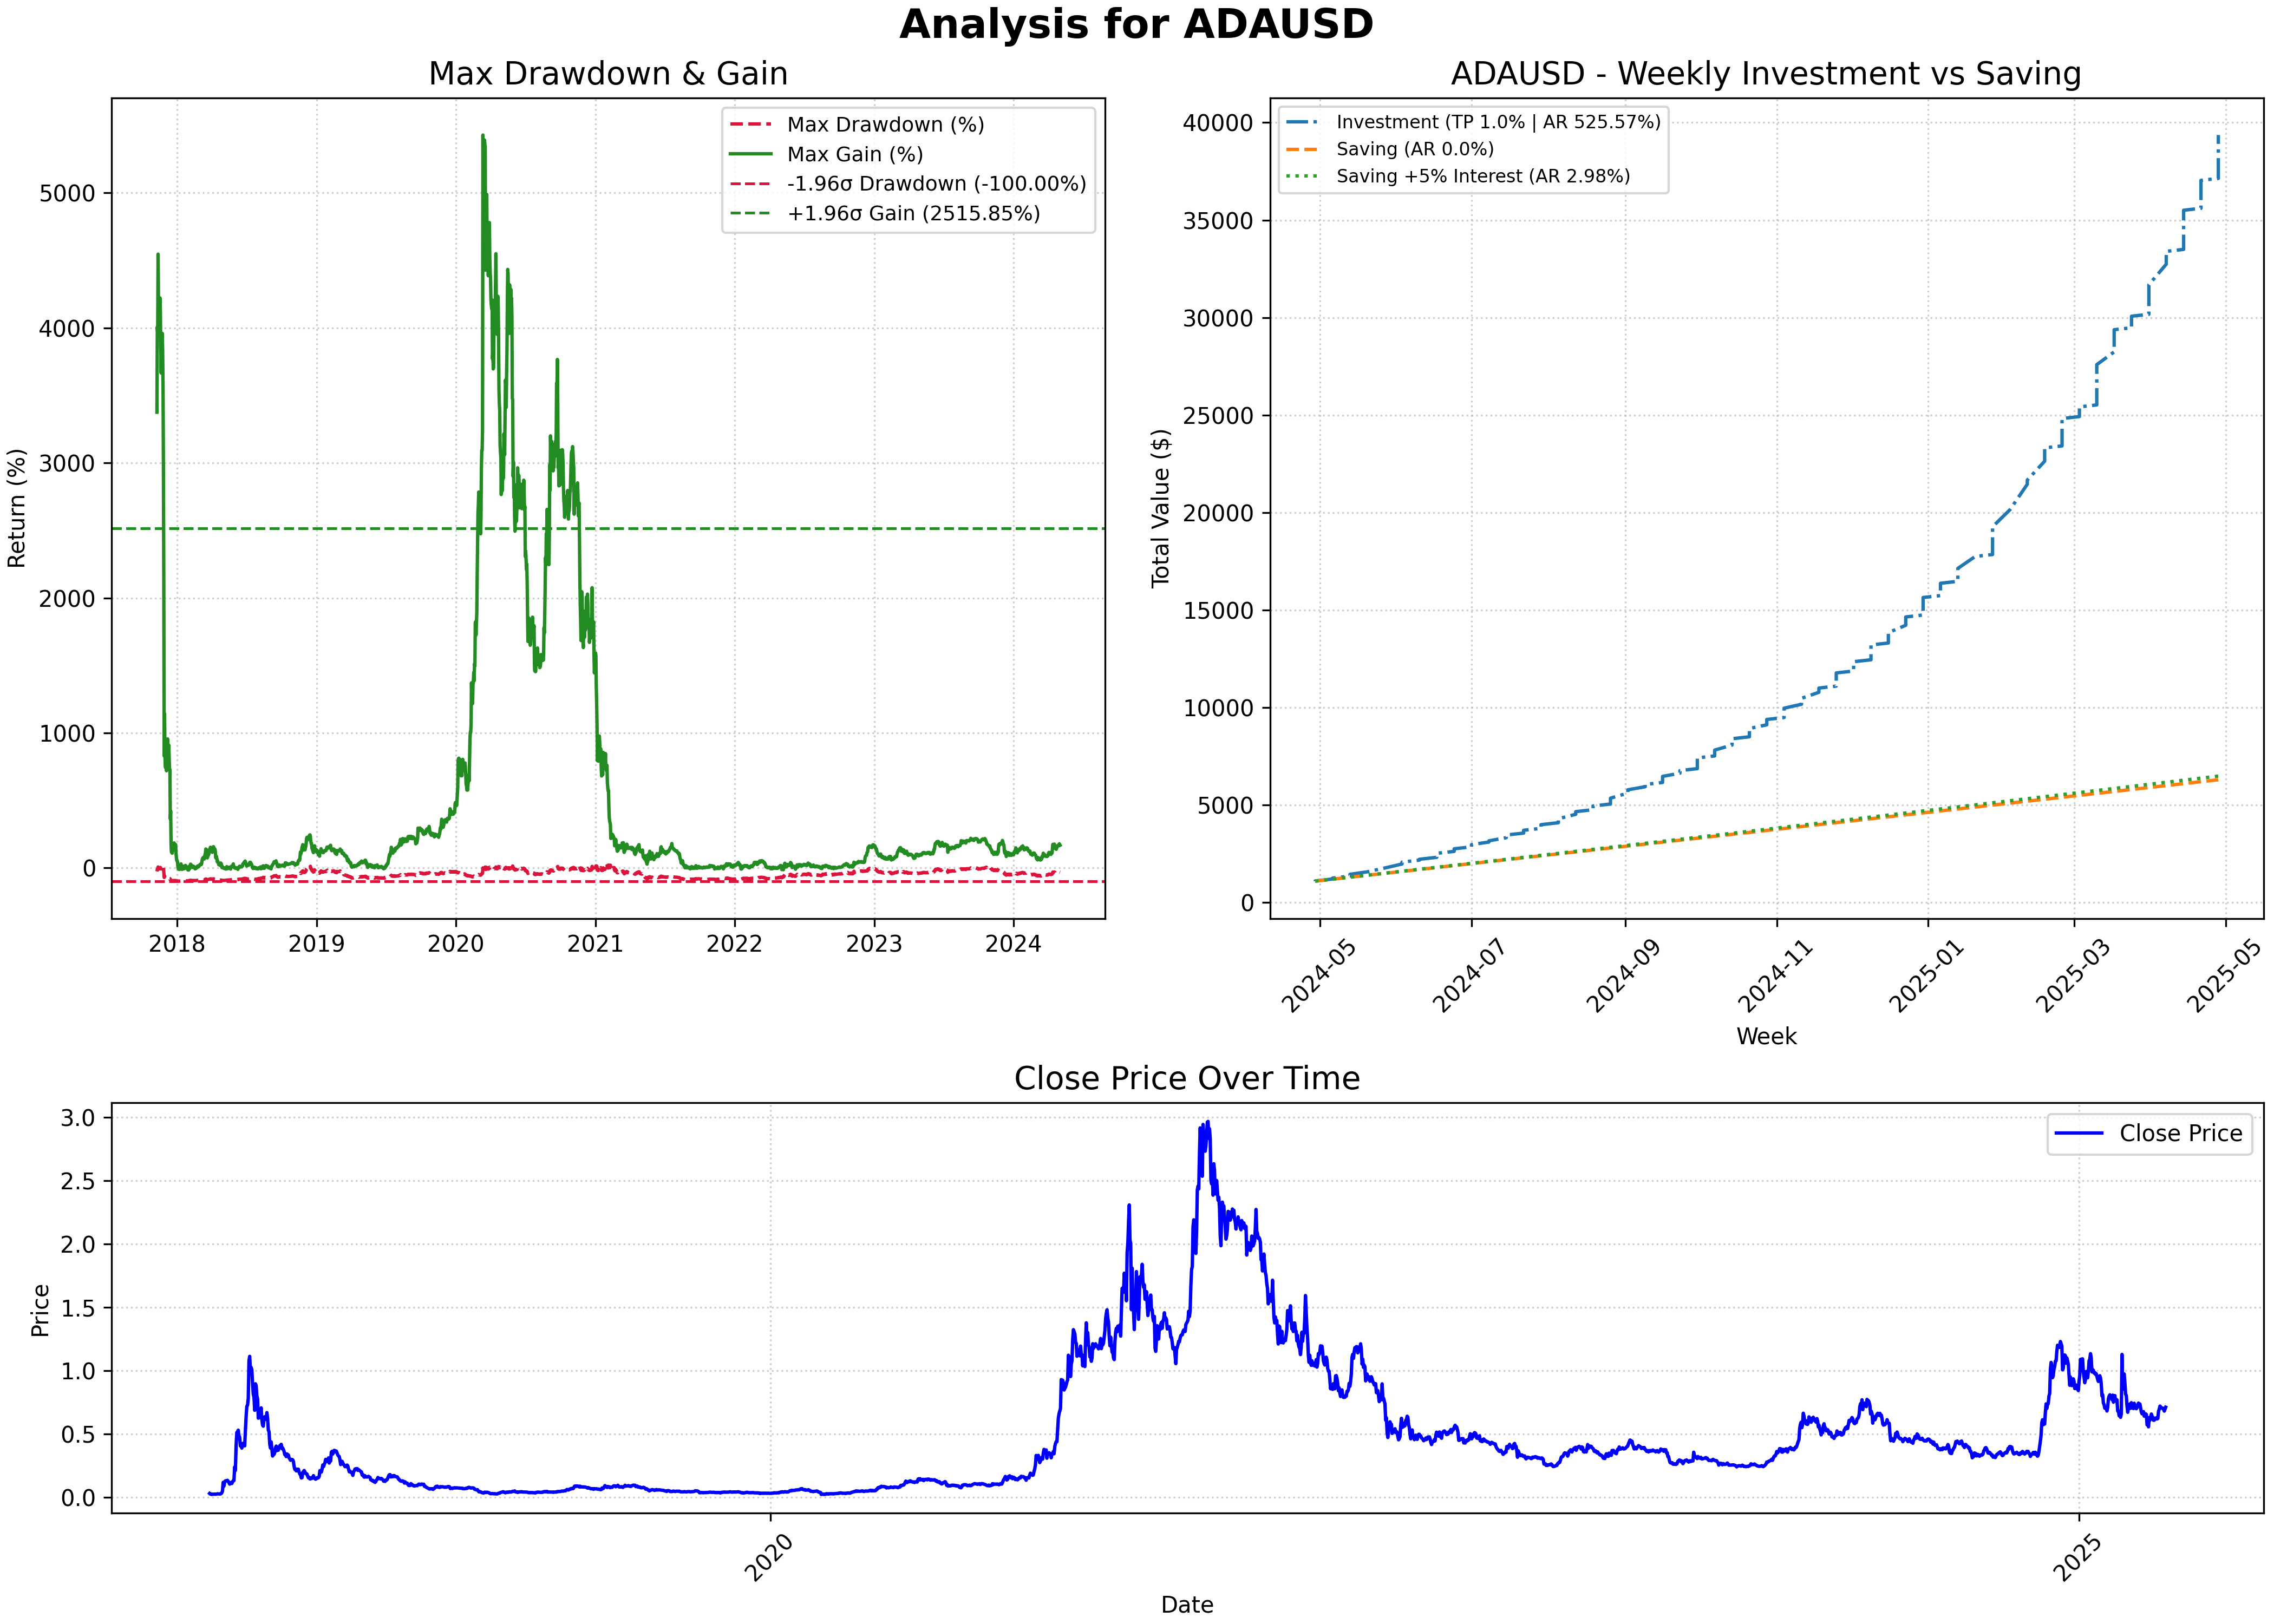 Analysis for ADAUSD
Max Drawdown & Gain
Return (%)
5000
4000
3000
2000
1000
0
2018
2019
2020
2021
2022
2023
2024
Max Drawdown (%)
Max Gain (%)
-1.96σ Drawdown (-100.00%)
+1.96σ Gain (2515.85%)
ADAUSD - Weekly Investment vs Saving
Total Value ($)
40000
35000
30000
25000
20000
15000
10000
5000
0
Investment (TP 1.0% | AR 525.57%)
Saving (AR 0.0%)
Saving +5% Interest (AR 2.98%)
2024-05
2024-07
2024-09
2024-11
2025-01
2025-03
2025-05
Week
Close Price Over Time
Price
3.0
2.5
2.0
1.5
1.0
0.5
0.0
Close Price
2020
2025
Date